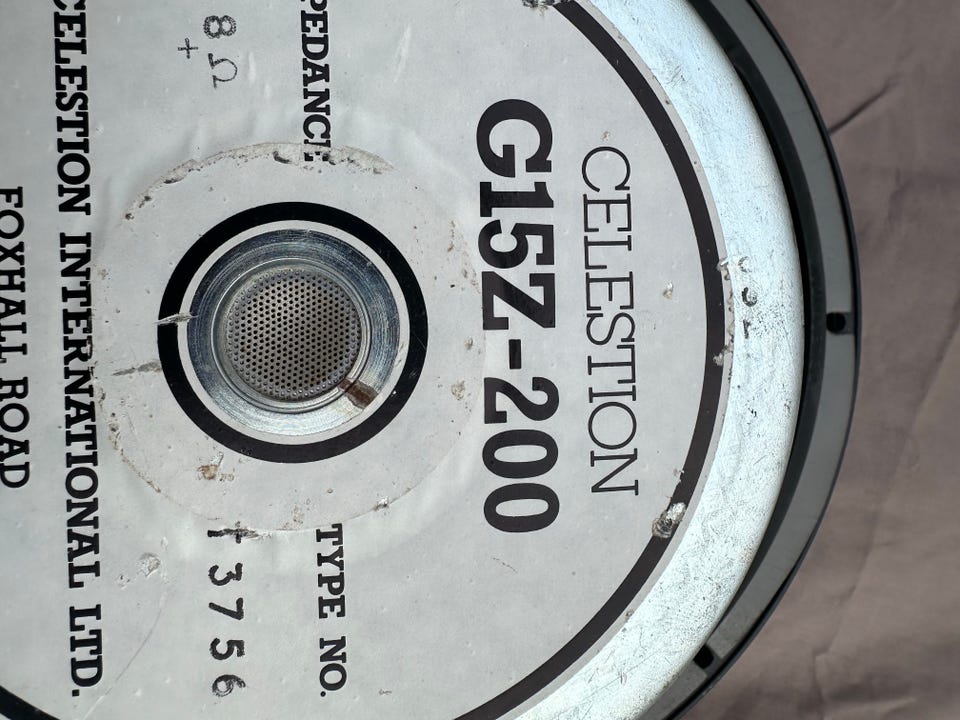 CELESTION
G15Z-200
PEDANCE:
TYPE NO.
8Ω
T3756
CELESTION INTERNATIONAL LTD.
FOXHALL ROAD